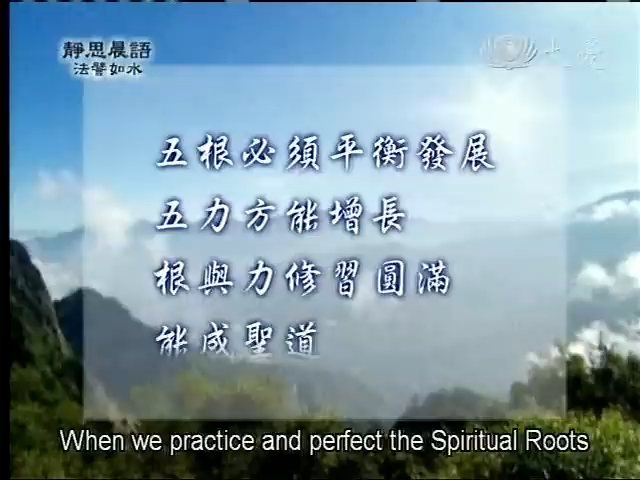 靜思晨語
法譬如水
大愛
五根必須平衡發展
五力方能增長
根與力修習圓滿
能成聖道
When we practice and perfect the Spiritual Roots